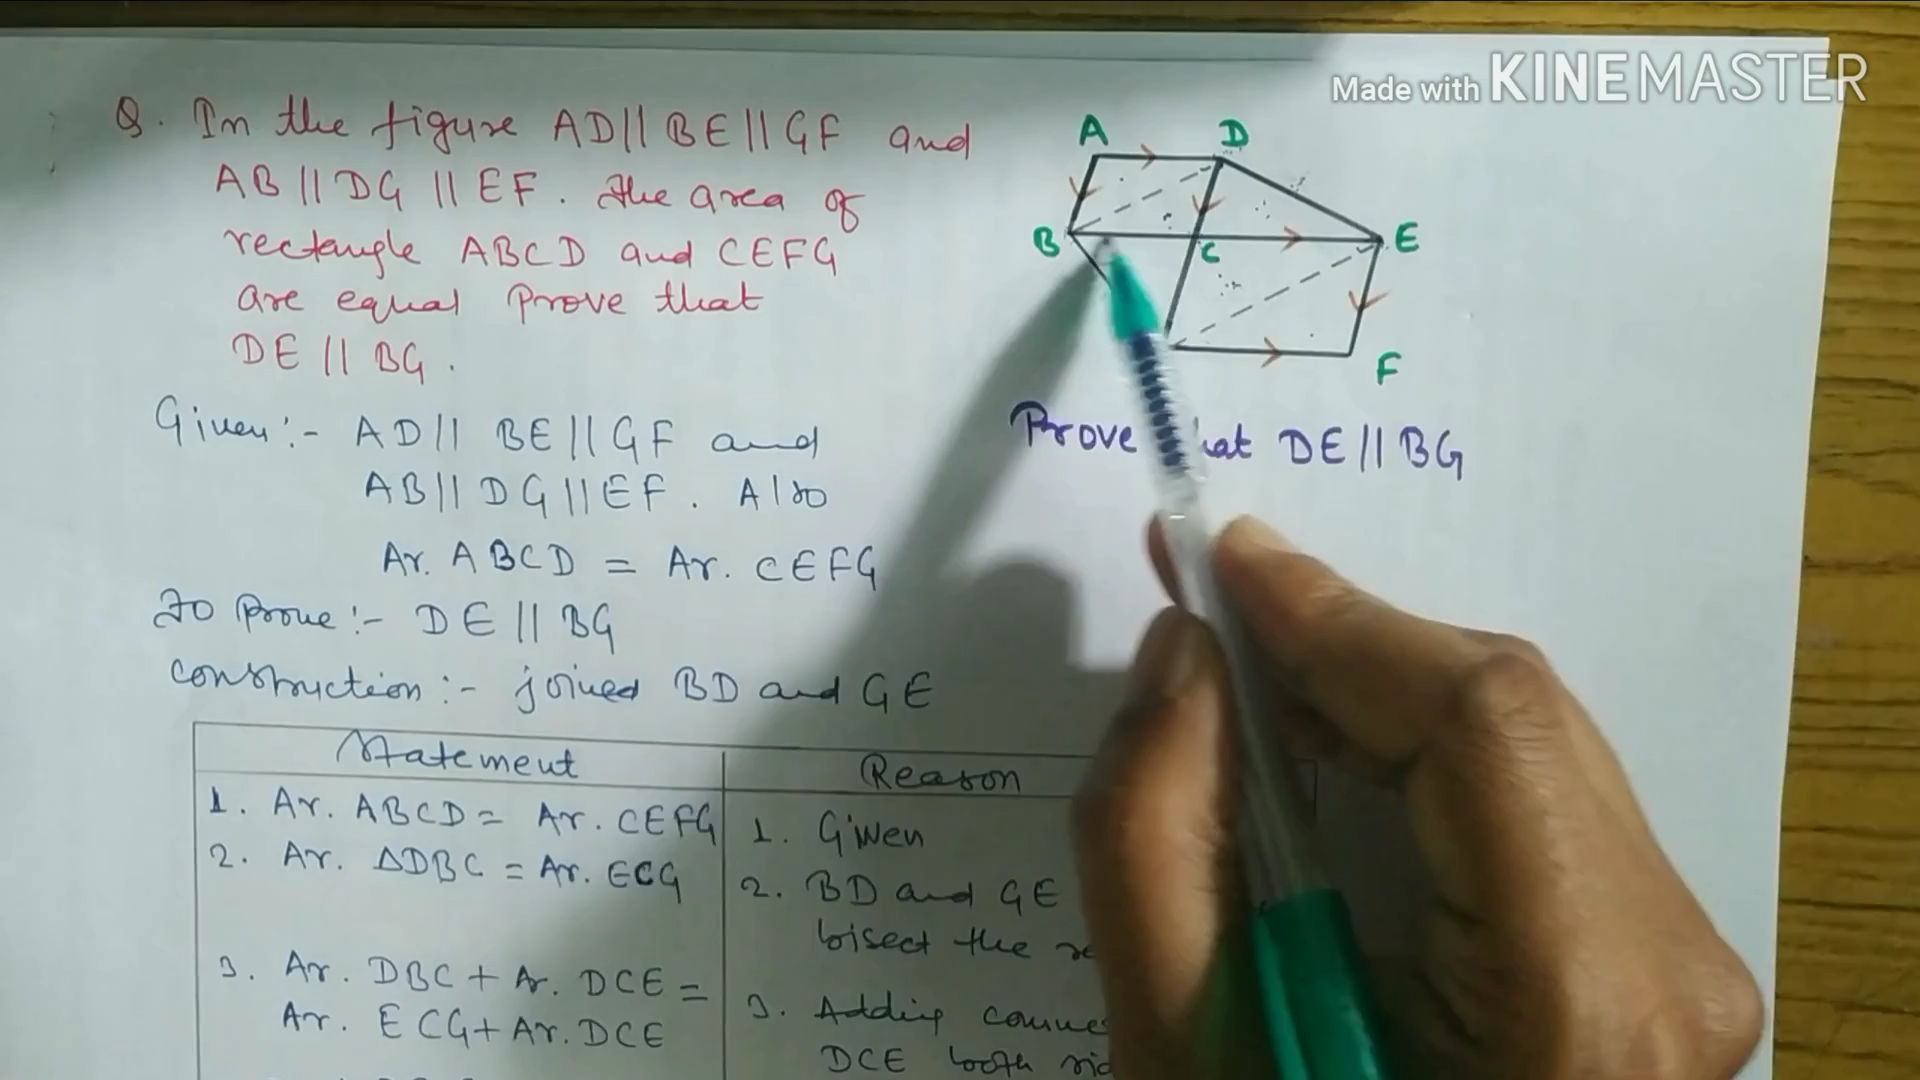 Made with KINEMASTER
Q. In the figure AD||BE||GF and
AB||DG||EF. The area of
rectangle ABCD and CEFG
are equal Prove that
DE || BG.
A D
B C E
F
Given:- AD|| BE||GF and
AB||DG||EF. Also
Ar. ABCD = Ar. CEFG
To Prove:- DE||BG
Construction:- joined BD and GE
Prove at DE||BG
Statement Reason
1. Ar. ABCD = Ar. CEFG 1. Given
2. Ar. ΔDBC = Ar. ECG 2. BD and GE
bisect the
3. Ar. DBC + Ar. DCE = 3. Adding
Ar. ECG + Ar. DCE DCE both